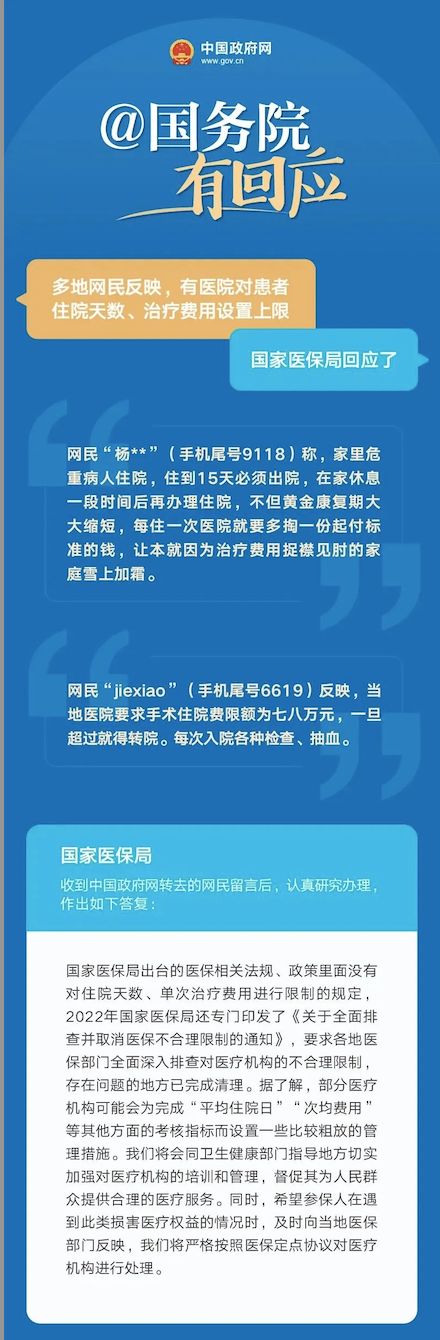 中国政府网
www.gov.cn
@国务院
有回应
多地网民反映，有医院对患者
住院天数、治疗费用设置上限
国家医保局回应了
网民“杨**”（手机尾号9118）称，家里危
重病人住院，住到15天必须出院，在家休息
一段时间后再办理住院，不但黄金康复期大
大缩短，每住一次医院就要多掏一份起付标
准的钱，让本就因为治疗费用捉襟见肘的家
庭雪上加霜。
网民“jiexiao”（手机尾号6619）反映，当
地医院要求手术住院费限额为七八万元，一旦
超过就得转院。每次入院各种检查、抽血。
国家医保局
收到中国政府网转去的网民留言后，认真研究办理，
作出如下答复：
国家医保局出台的医保相关法规、政策里面没有
对住院天数、单次治疗费用进行限制的规定，
2022年国家医保局还专门印发了《关于全面排
查并取消医保不合理限制的通知》，要求各地医
保部门全面深入排查对医疗机构的不合理限制，
存在问题的地方已完成清理。据了解，部分医疗
机构可能会为完成“平均住院日”“次均费用”
等其他方面的考核指标而设置一些比较粗放的管
理措施。我们将会同卫生健康部门指导地方切实
加强对医疗机构的培训和管理，督促其为人民群
众提供合理的医疗服务。同时，希望参保人在遇
到此类损害医疗权益的情况时，及时向当地医保
部门反映，我们将严格按照医保定点协议对医疗
机构进行处理。